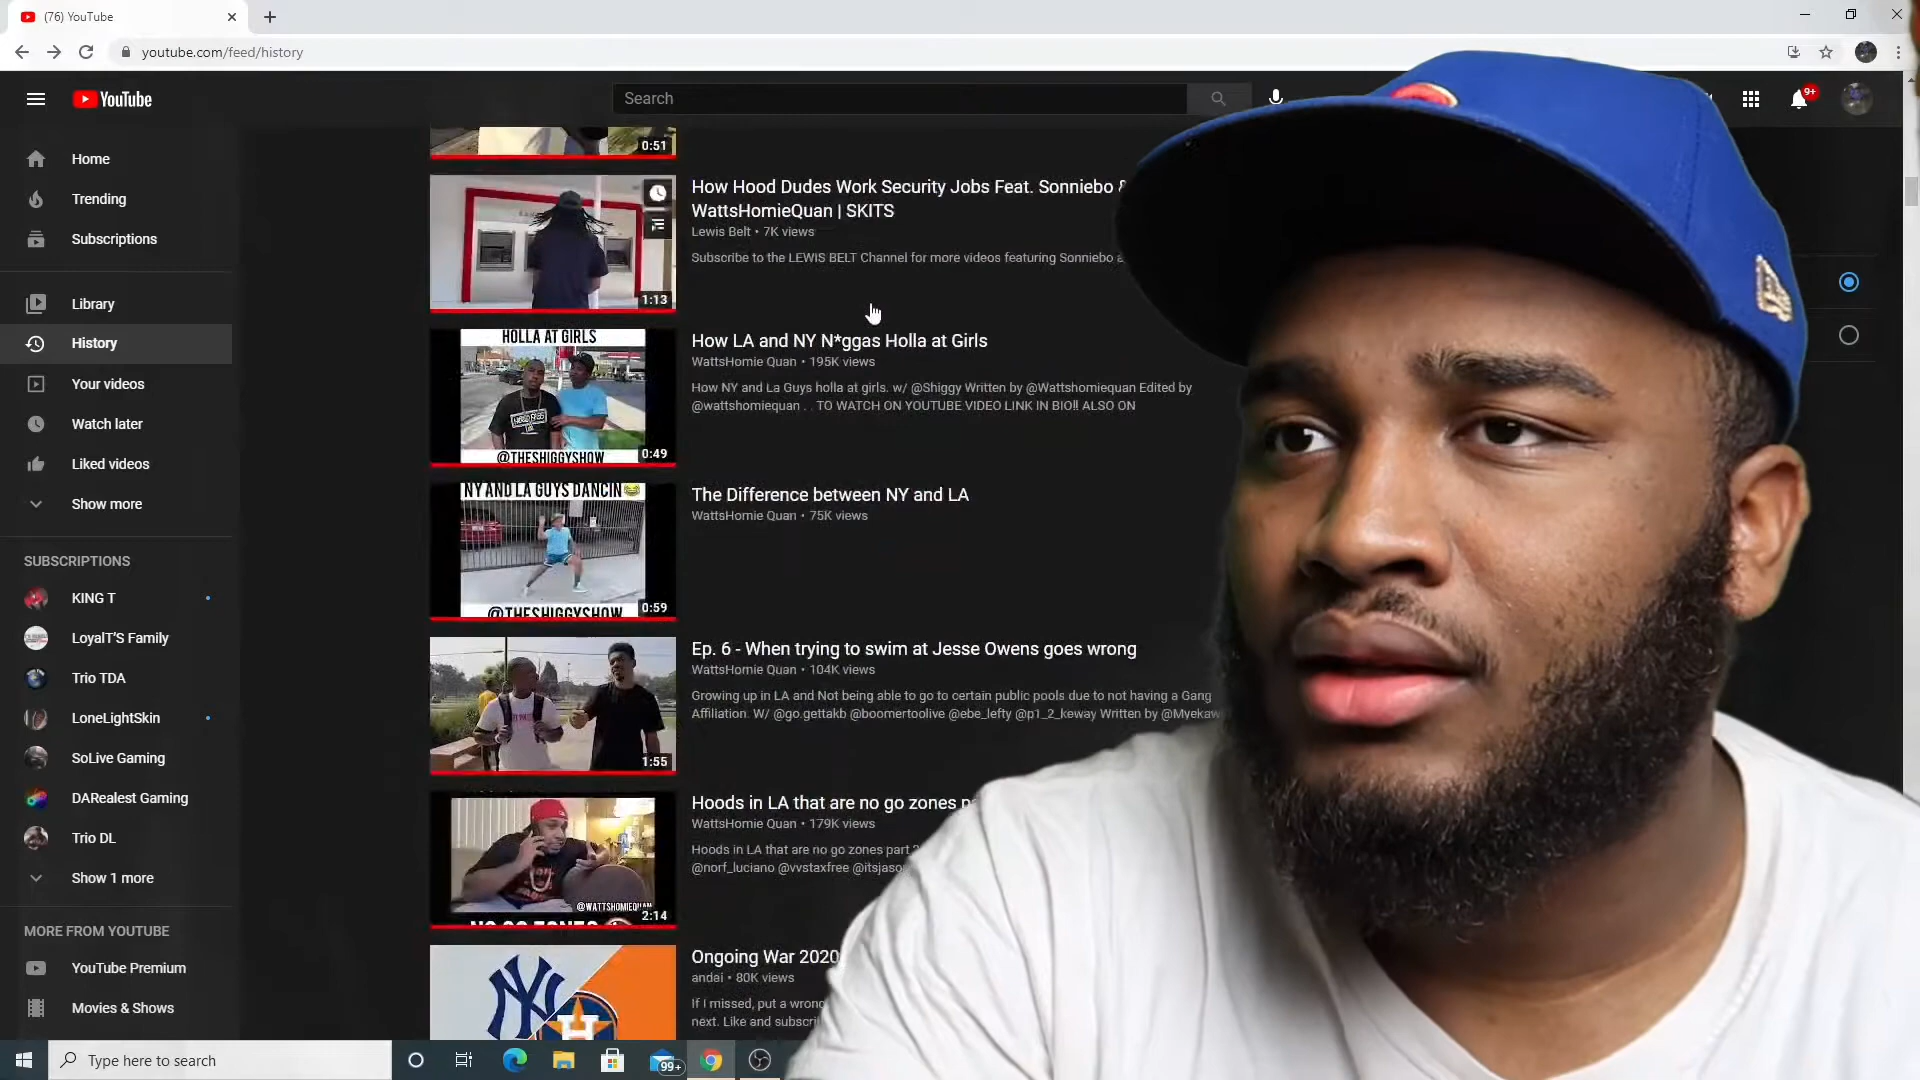 (76) YouTube
youtube.com/feed/history
YouTube
Search
9+
Home
Trending
Subscriptions
Library
History
Your videos
Watch later
Liked videos
Show more
SUBSCRIPTIONS
KING T
LoyalT'S Family
Trio TDA
LoneLightSkin
SoLive Gaming
DARealest Gaming
Trio DL
Show 1 more
MORE FROM YOUTUBE
YouTube Premium
Movies & Shows
0:51
1:13
How Hood Dudes Work Security Jobs Feat. Sonniebo &
WattsHomieQuan | SKITS
Lewis Belt • 7K views
Subscribe to the LEWIS BELT Channel for more videos featuring Sonniebo
HOLLA AT GIRLS
@THESHIGGYSHOW
0:49
How LA and NY N*ggas Holla at Girls
WattsHomie Quan • 195K views
How NY and La Guys holla at girls. w/ @Shiggy Written by @Wattshomiequan Edited by
@wattshomiequan . . TO WATCH ON YOUTUBE VIDEO LINK IN BIO!! ALSO ON
NY AND LA GUYS DANCIN😂
@THESHIGGYSHOW
0:59
The Difference between NY and LA
WattsHomie Quan • 75K views
1:55
Ep. 6 - When trying to swim at Jesse Owens goes wrong
WattsHomie Quan • 104K views
Growing up in LA and Not being able to go to certain public pools due to not having a Gang
Affiliation. W/ @go.gettakb @boomertoolive @ebe_lefty @p1_2_keway Written by @Myekaw
@WATTSHOMIEQUAN
NO GO ZONES
2:14
Hoods in LA that are no go zones
WattsHomie Quan • 179K views
Hoods in LA that are no go zones part
@norf_luciano @vvstaxfree @itsjaso
Ongoing War 2020
andai • 80K views
If I missed, put a wrong
next. Like and subscri
Type here to search
99+